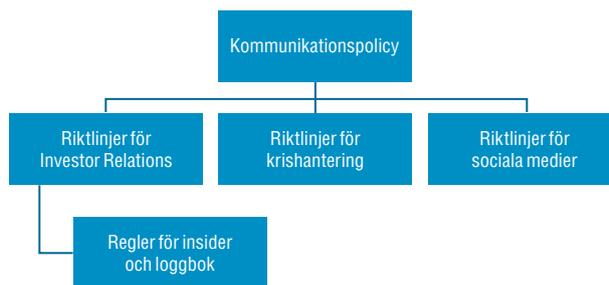 Kommunikationspolicy
Riktlinjer för
Investor Relations
Riktlinjer för
krishantering
Riktlinjer för
sociala medier
Regler för insider
och loggbok